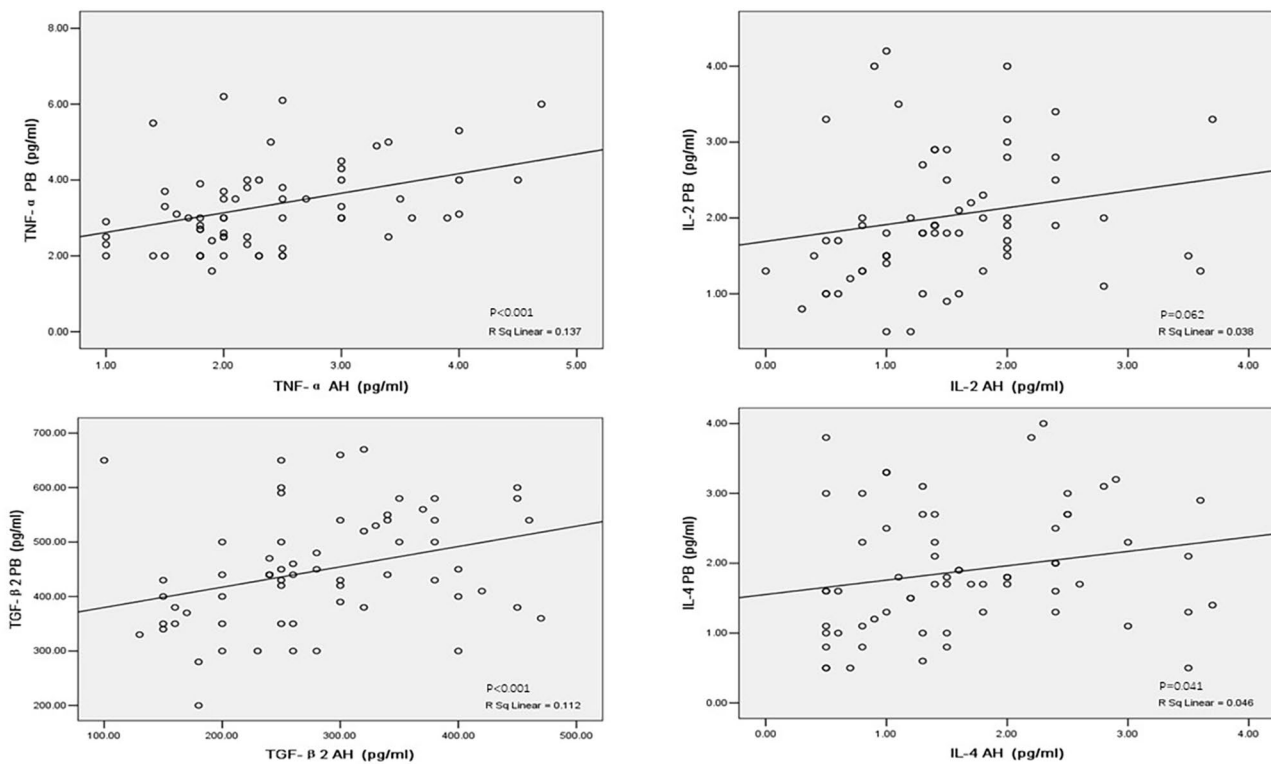 8.00
6.00
4.00
2.00
0.00
TNF-α PB (pg/ml)
P<0.001
R Sq Linear = 0.137
1.00 2.00 3.00 4.00 5.00
TNF-α AH (pg/ml)
4.00
3.00
2.00
1.00
IL-2 PB (pg/ml)
P=0.062
R Sq Linear = 0.038
0.00 1.00 2.00 3.00 4.00
IL-2 AH (pg/ml)
700.00
600.00
500.00
400.00
300.00
200.00
TGF-β2 PB (pg/ml)
P<0.001
R Sq Linear = 0.112
100.00 200.00 300.00 400.00 500.00
TGF-β2 AH (pg/ml)
4.00
3.00
2.00
1.00
0.00
IL-4 PB (pg/ml)
P=0.041
R Sq Linear = 0.046
0.00 1.00 2.00 3.00 4.00
IL-4 AH (pg/ml)